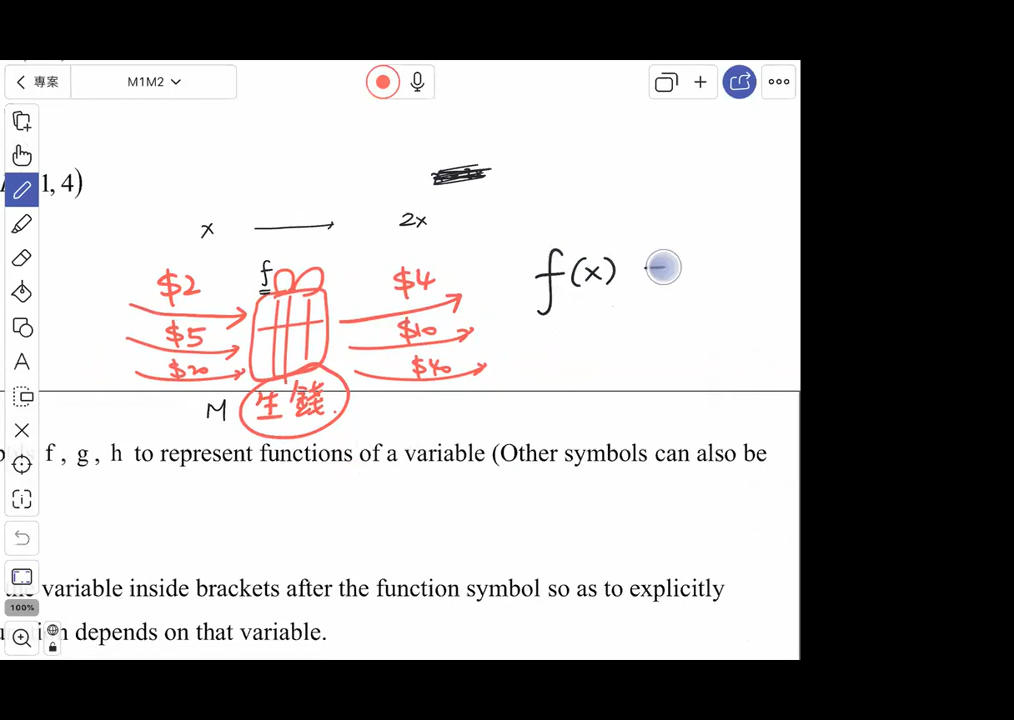 專案 M1M2
1, 4)
x → 2x
f
$2 $4
f(x) –
$5 $10
$20 $40
M 生錢
f , g , h to represent functions of a variable (Other symbols can also be
variable inside brackets after the function symbol so as to explicitly
100%
depends on that variable.